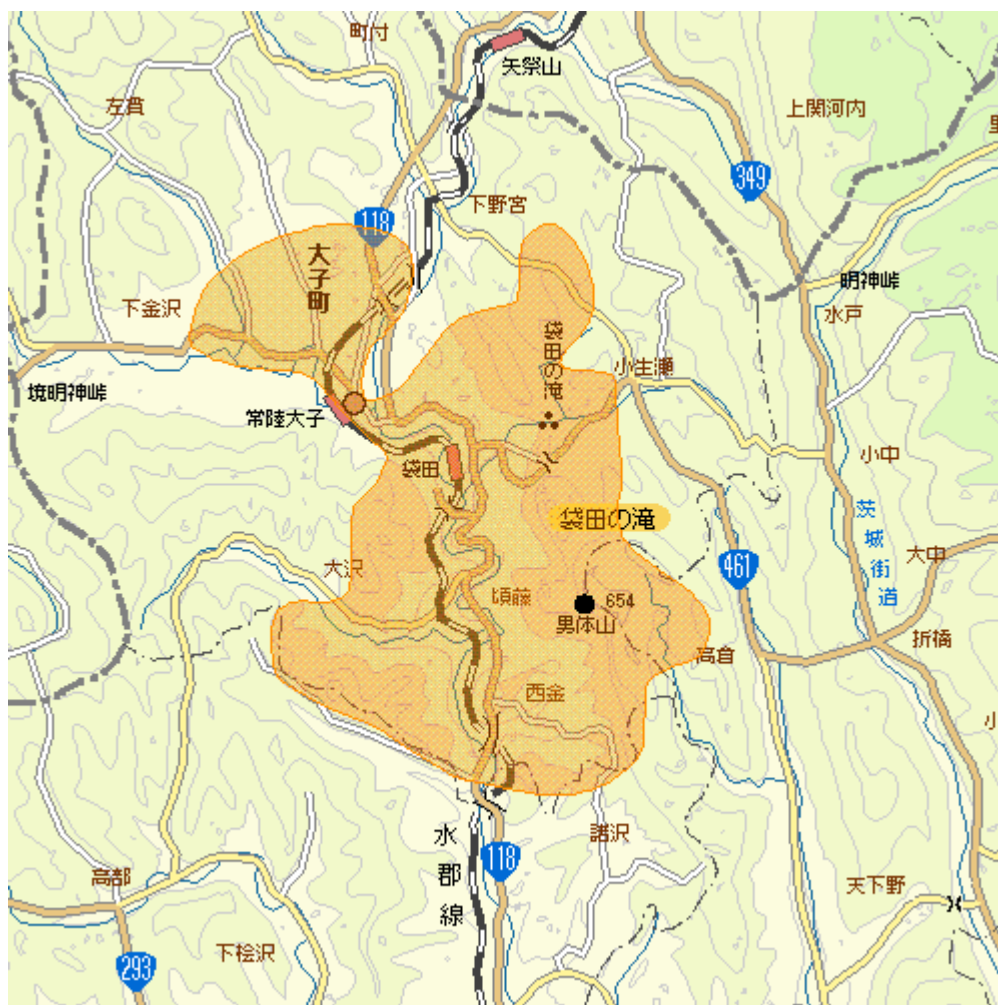 町付
矢祭山
左貫
上関河内
349
下野宮
118
大子町
明神峠
下金沢
水戸
袋田の滝
小生瀬
境明神峠
常陸大子
小中
袋田
袋田の滝
茨城街道
大中
461
大沢
頃藤
654
男体山
折橋
高倉
西金
小
水郡線
諸沢
118
高部
天下野
下桧沢
293